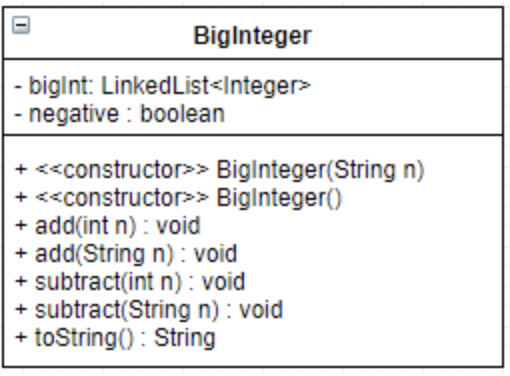 BigInteger
- bigInt: LinkedList<Integer>
- negative : boolean
+ <<constructor>> BigInteger(String n)
+ <<constructor>> BigInteger()
+ add(int n) : void
+ add(String n) : void
+ subtract(int n) : void
+ subtract(String n) : void
+ toString() : String